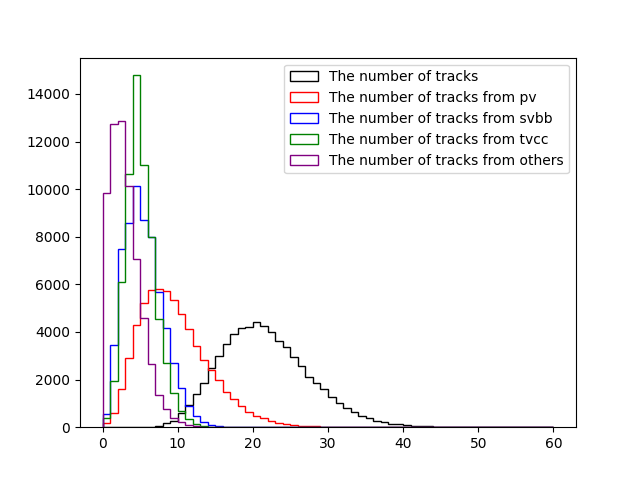 The number of tracks
The number of tracks from pv
The number of tracks from svbb
The number of tracks from tvcc
The number of tracks from others
14000
12000
10000
8000
6000
4000
2000
0
0 10 20 30 40 50 60